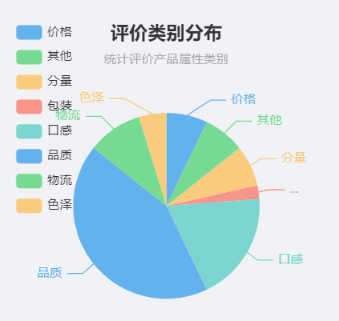 评价类别分布
统计评价产品属性类别
价格
其他
分量
包装
口感
品质
物流
色泽
色泽
物流
价格
其他
分量
...
口感
品质